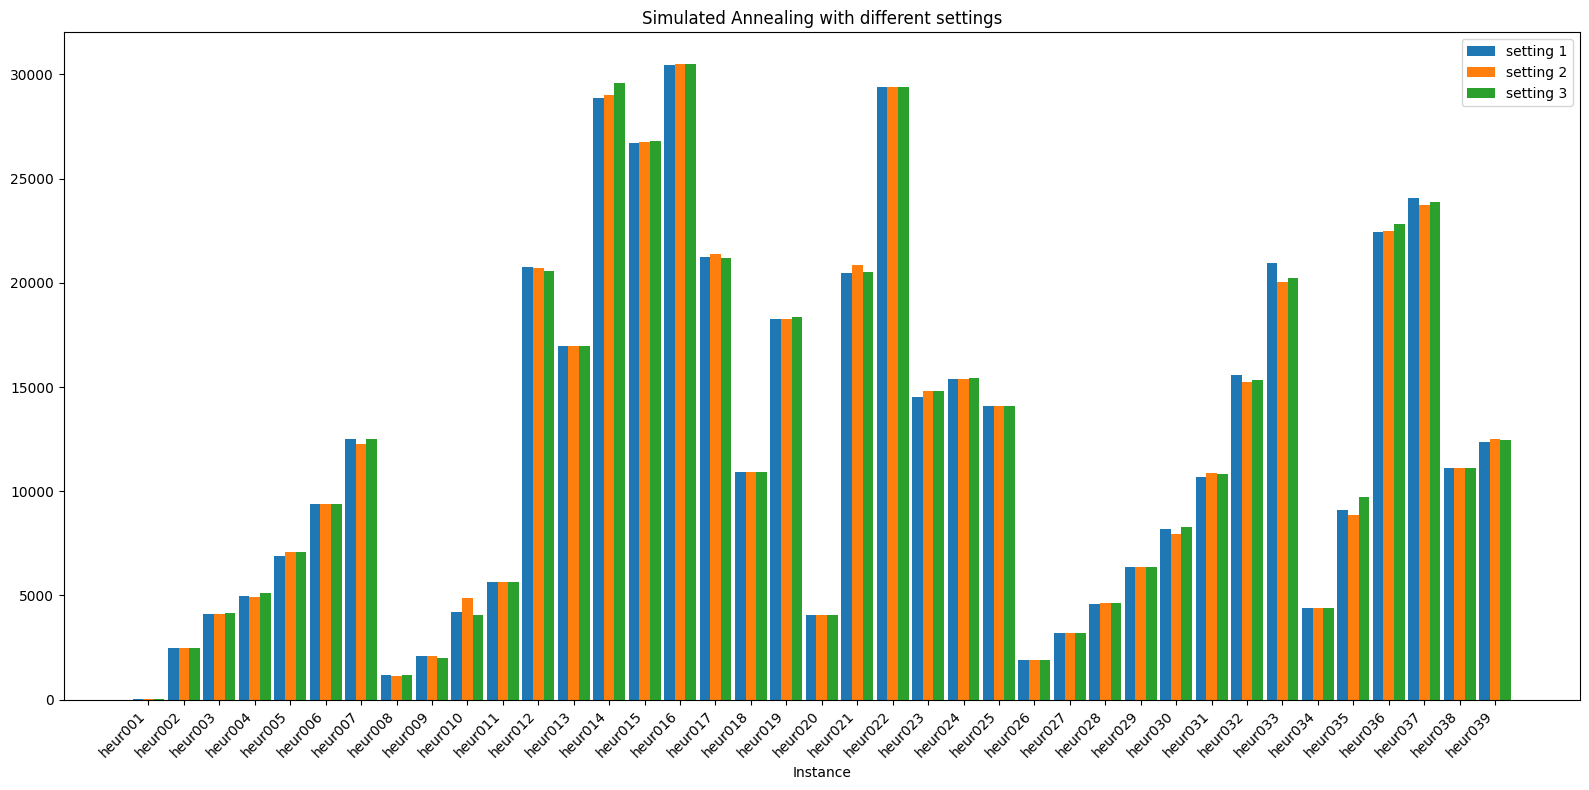 Simulated Annealing with different settings
setting 1
setting 2
setting 3
30000
25000
20000
15000
10000
5000
0
heur001
heur002
heur003
heur004
heur005
heur006
heur007
heur008
heur009
heur010
heur011
heur012
heur013
heur014
heur015
heur016
heur017
heur018
heur019
heur020
heur021
heur022
heur023
heur024
heur025
heur026
heur027
heur028
heur029
heur030
heur031
heur032
heur033
heur034
heur035
heur036
heur037
heur038
heur039
Instance